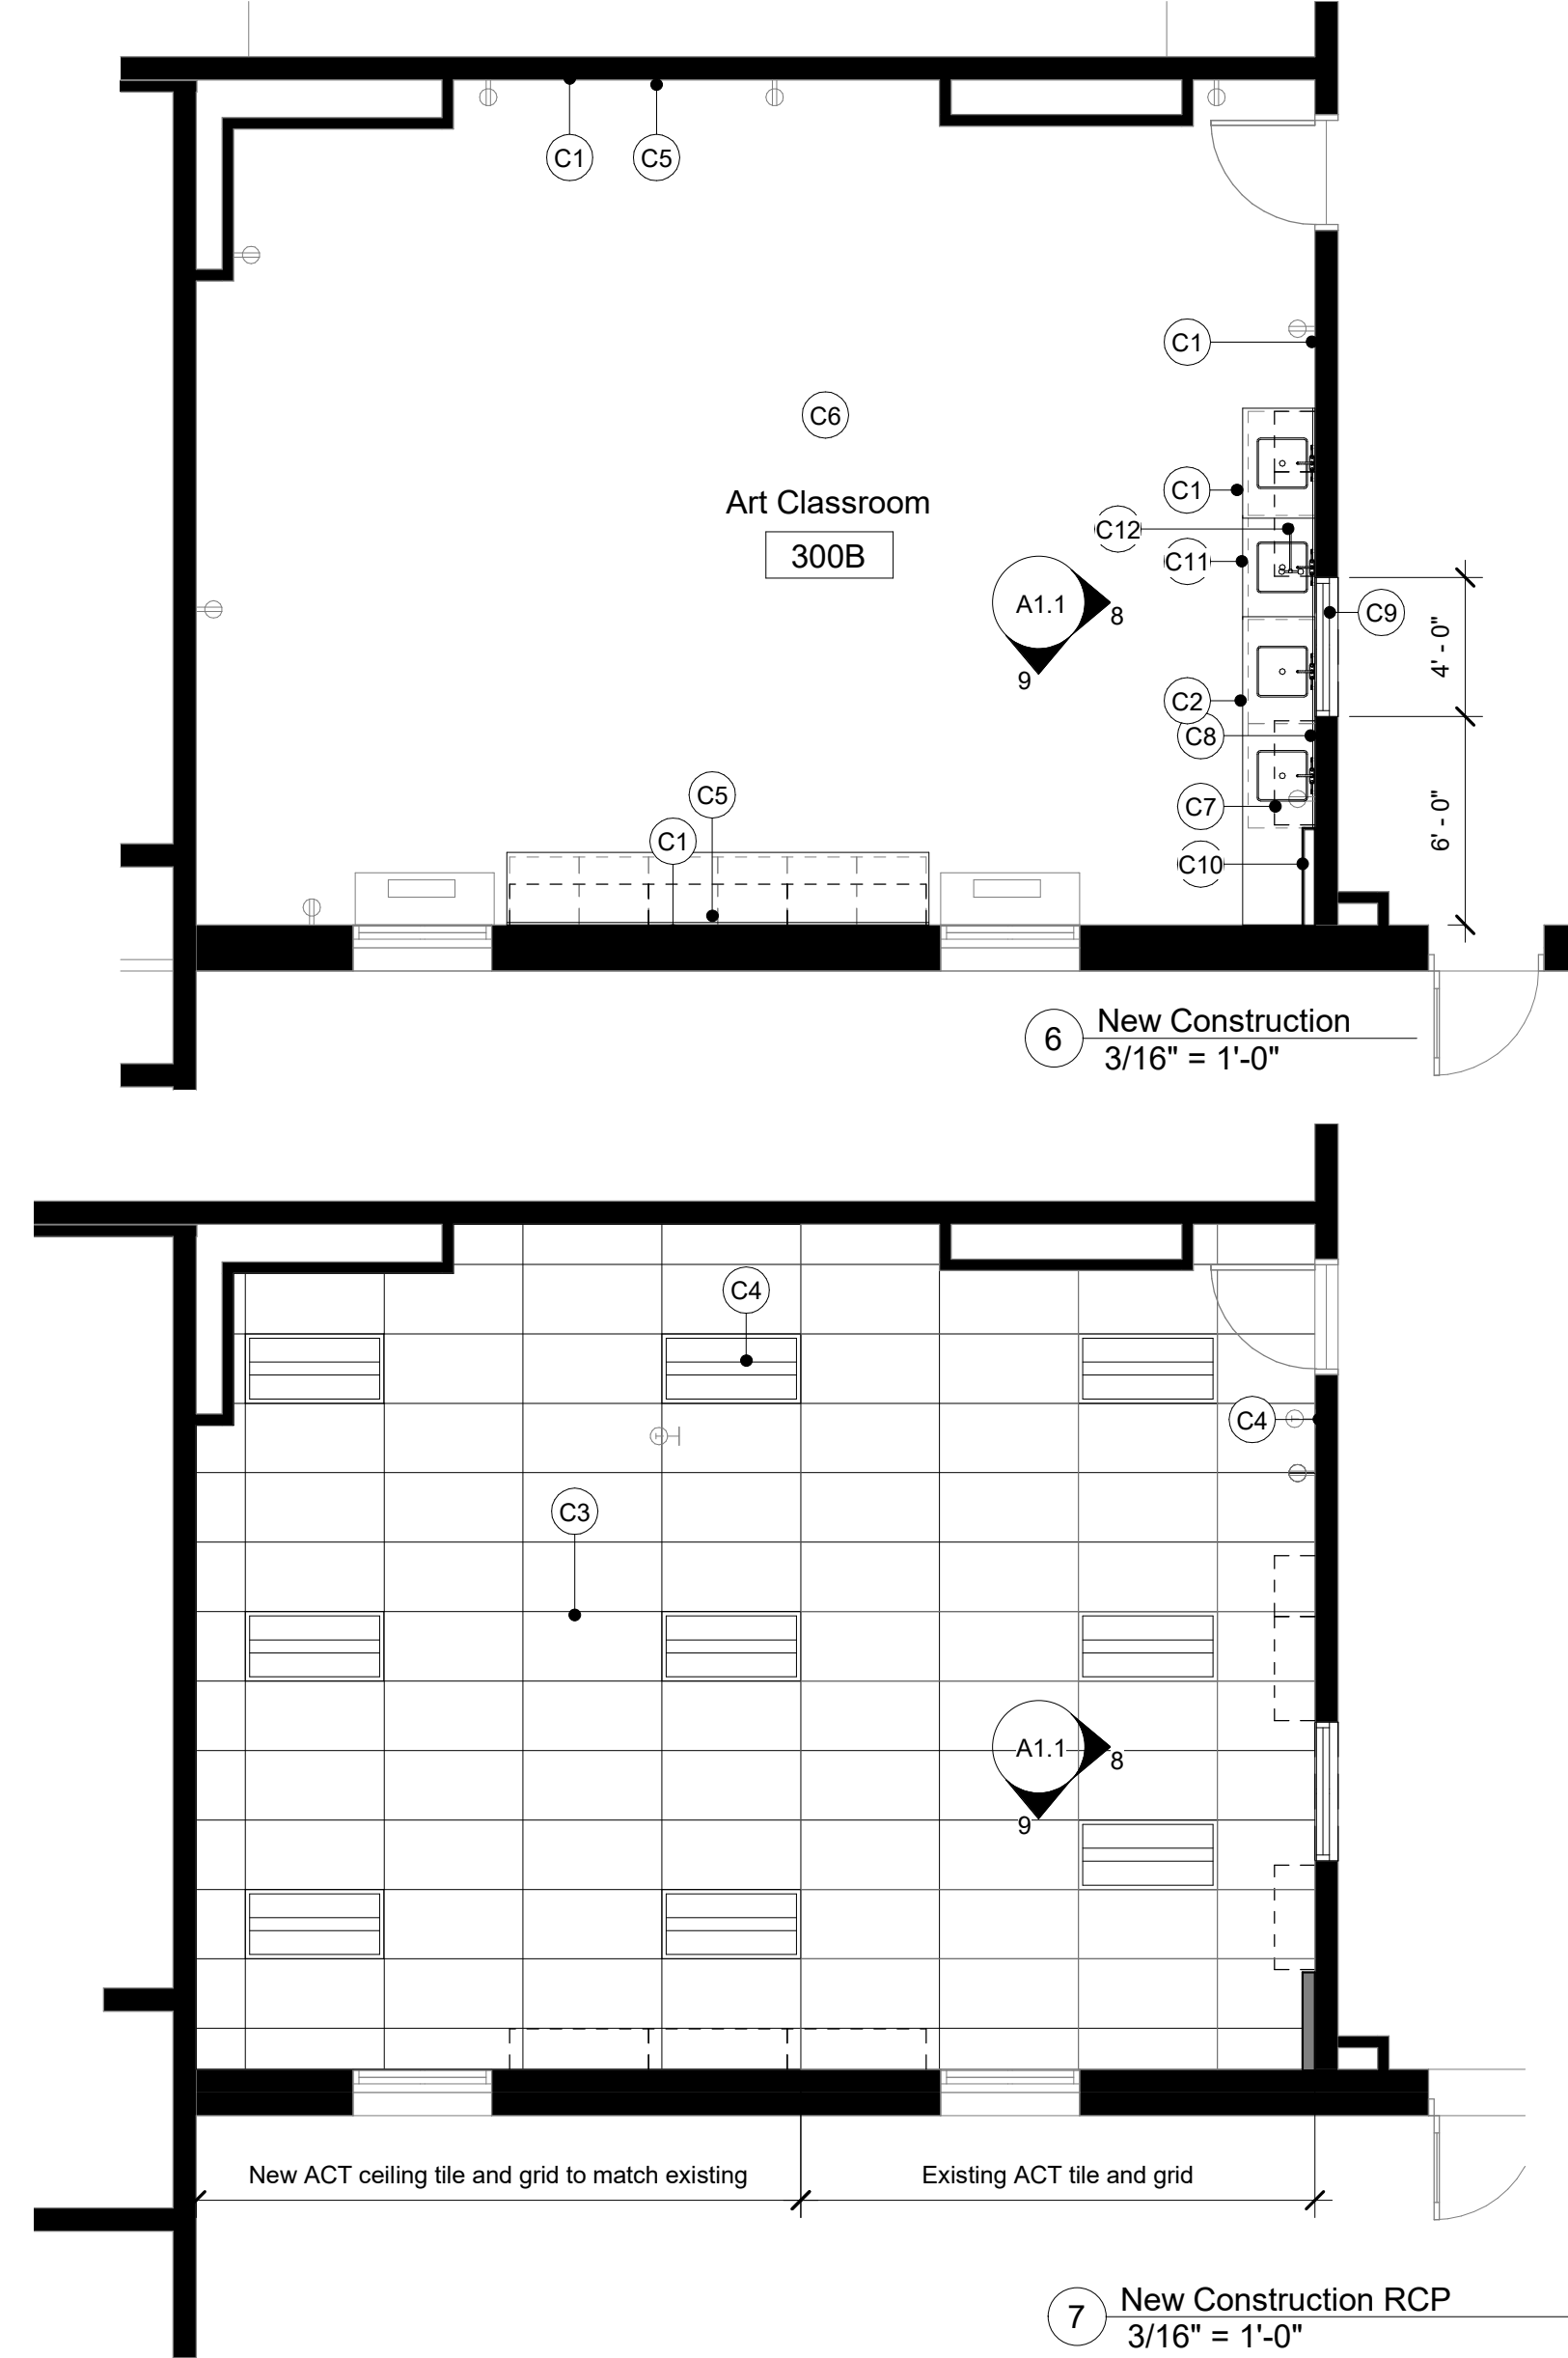 C1
C5
C1
C6
Art Classroom
300B
C1
C12
C11
A1.1
8
9
C9
4' - 0"
C2
C8
C7
6' - 0"
C5
C1
C10
6
New Construction
3/16" = 1'-0"
C4
C4
C3
A1.1
8
9
New ACT ceiling tile and grid to match existing
Existing ACT tile and grid
7
New Construction RCP
3/16" = 1'-0"